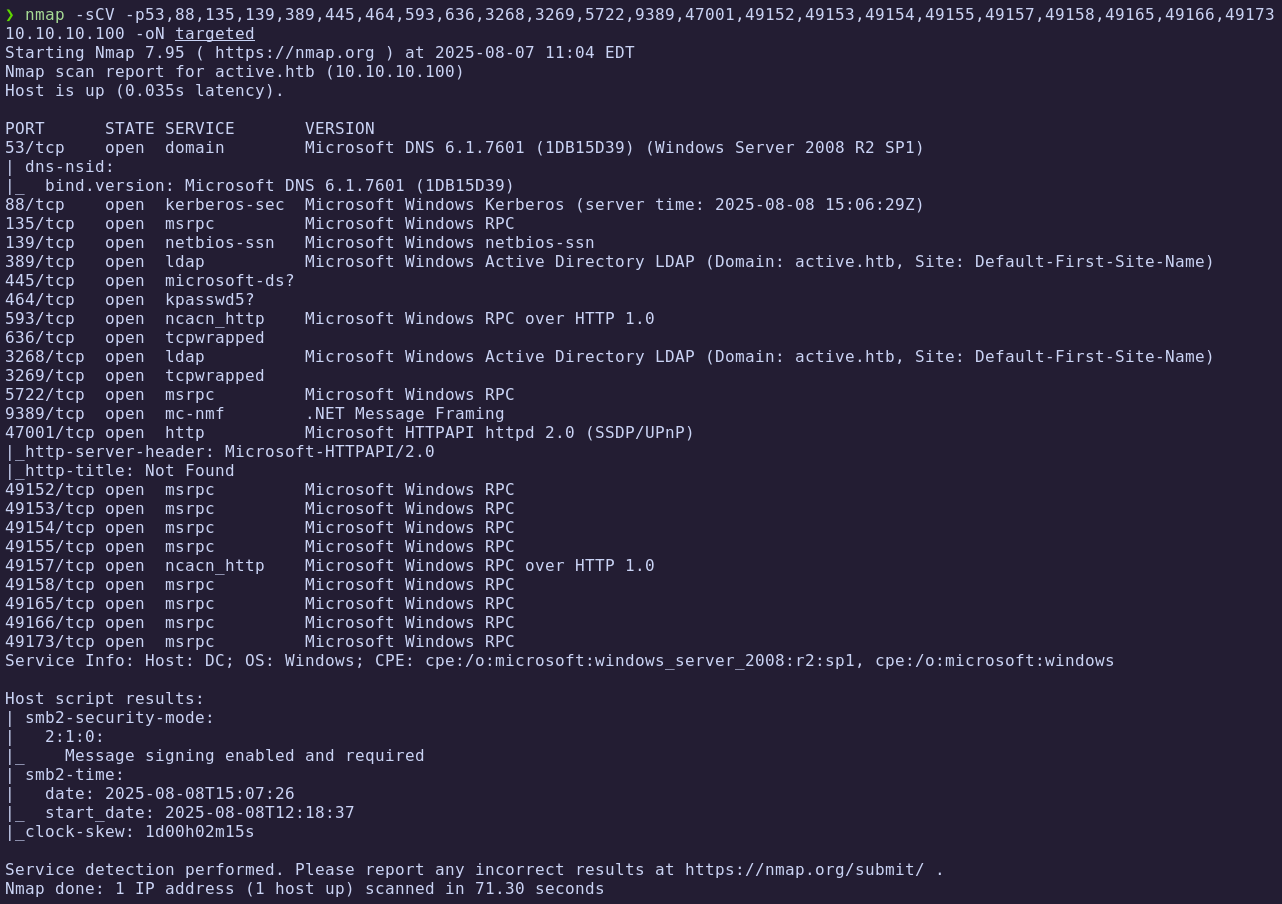 ❯ nmap -sCV -p53,88,135,139,389,445,464,593,636,3268,3269,5722,9389,47001,49152,49153,49154,49155,49157,49158,49165,49166,49173
10.10.10.100 -oN targeted
Starting Nmap 7.95 ( https://nmap.org ) at 2025-08-07 11:04 EDT
Nmap scan report for active.htb (10.10.10.100)
Host is up (0.035s latency).

PORT      STATE SERVICE       VERSION
53/tcp    open  domain        Microsoft DNS 6.1.7601 (1DB15D39) (Windows Server 2008 R2 SP1)
| dns-nsid:
|_  bind.version: Microsoft DNS 6.1.7601 (1DB15D39)
88/tcp    open  kerberos-sec  Microsoft Windows Kerberos (server time: 2025-08-08 15:06:29Z)
135/tcp   open  msrpc         Microsoft Windows RPC
139/tcp   open  netbios-ssn   Microsoft Windows netbios-ssn
389/tcp   open  ldap          Microsoft Windows Active Directory LDAP (Domain: active.htb, Site: Default-First-Site-Name)
445/tcp   open  microsoft-ds?
464/tcp   open  kpasswd5?
593/tcp   open  ncacn_http    Microsoft Windows RPC over HTTP 1.0
636/tcp   open  tcpwrapped
3268/tcp  open  ldap          Microsoft Windows Active Directory LDAP (Domain: active.htb, Site: Default-First-Site-Name)
3269/tcp  open  tcpwrapped
5722/tcp  open  msrpc         Microsoft Windows RPC
9389/tcp  open  mc-nmf        .NET Message Framing
47001/tcp open  http          Microsoft HTTPAPI httpd 2.0 (SSDP/UPnP)
|_http-server-header: Microsoft-HTTPAPI/2.0
|_http-title: Not Found
49152/tcp open  msrpc         Microsoft Windows RPC
49153/tcp open  msrpc         Microsoft Windows RPC
49154/tcp open  msrpc         Microsoft Windows RPC
49155/tcp open  msrpc         Microsoft Windows RPC
49157/tcp open  ncacn_http    Microsoft Windows RPC over HTTP 1.0
49158/tcp open  msrpc         Microsoft Windows RPC
49165/tcp open  msrpc         Microsoft Windows RPC
49166/tcp open  msrpc         Microsoft Windows RPC
49173/tcp open  msrpc         Microsoft Windows RPC
Service Info: Host: DC; OS: Windows; CPE: cpe:/o:microsoft:windows_server_2008:r2:sp1, cpe:/o:microsoft:windows

Host script results:
| smb2-security-mode:
|   2:1:0:
|_    Message signing enabled and required
| smb2-time:
|   date: 2025-08-08T15:07:26
|_  start_date: 2025-08-08T12:18:37
|_clock-skew: 1d00h02m15s

Service detection performed. Please report any incorrect results at https://nmap.org/submit/ .
Nmap done: 1 IP address (1 host up) scanned in 71.30 seconds